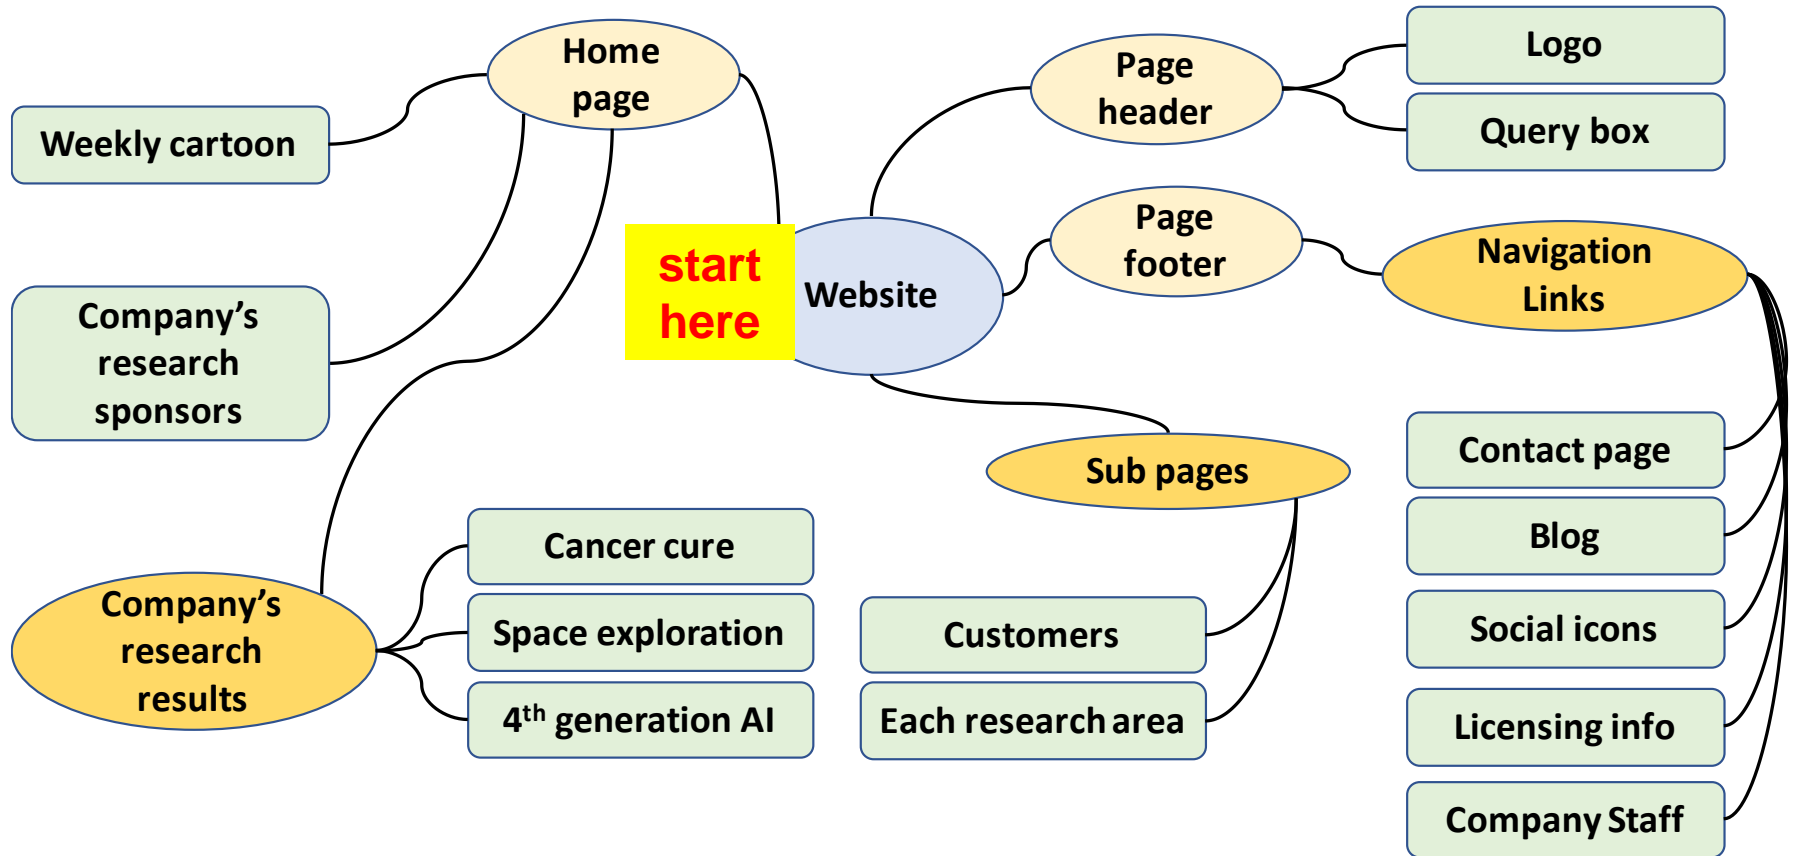 Home
page
Weekly cartoon
Company’s
research
sponsors
Company’s
research
results
Cancer cure
Space exploration
4th generation AI
start
here
Website
Page
header
Logo
Query box
Page
footer
Navigation
Links
Contact page
Blog
Social icons
Licensing info
Company Staff
Sub pages
Customers
Each research area